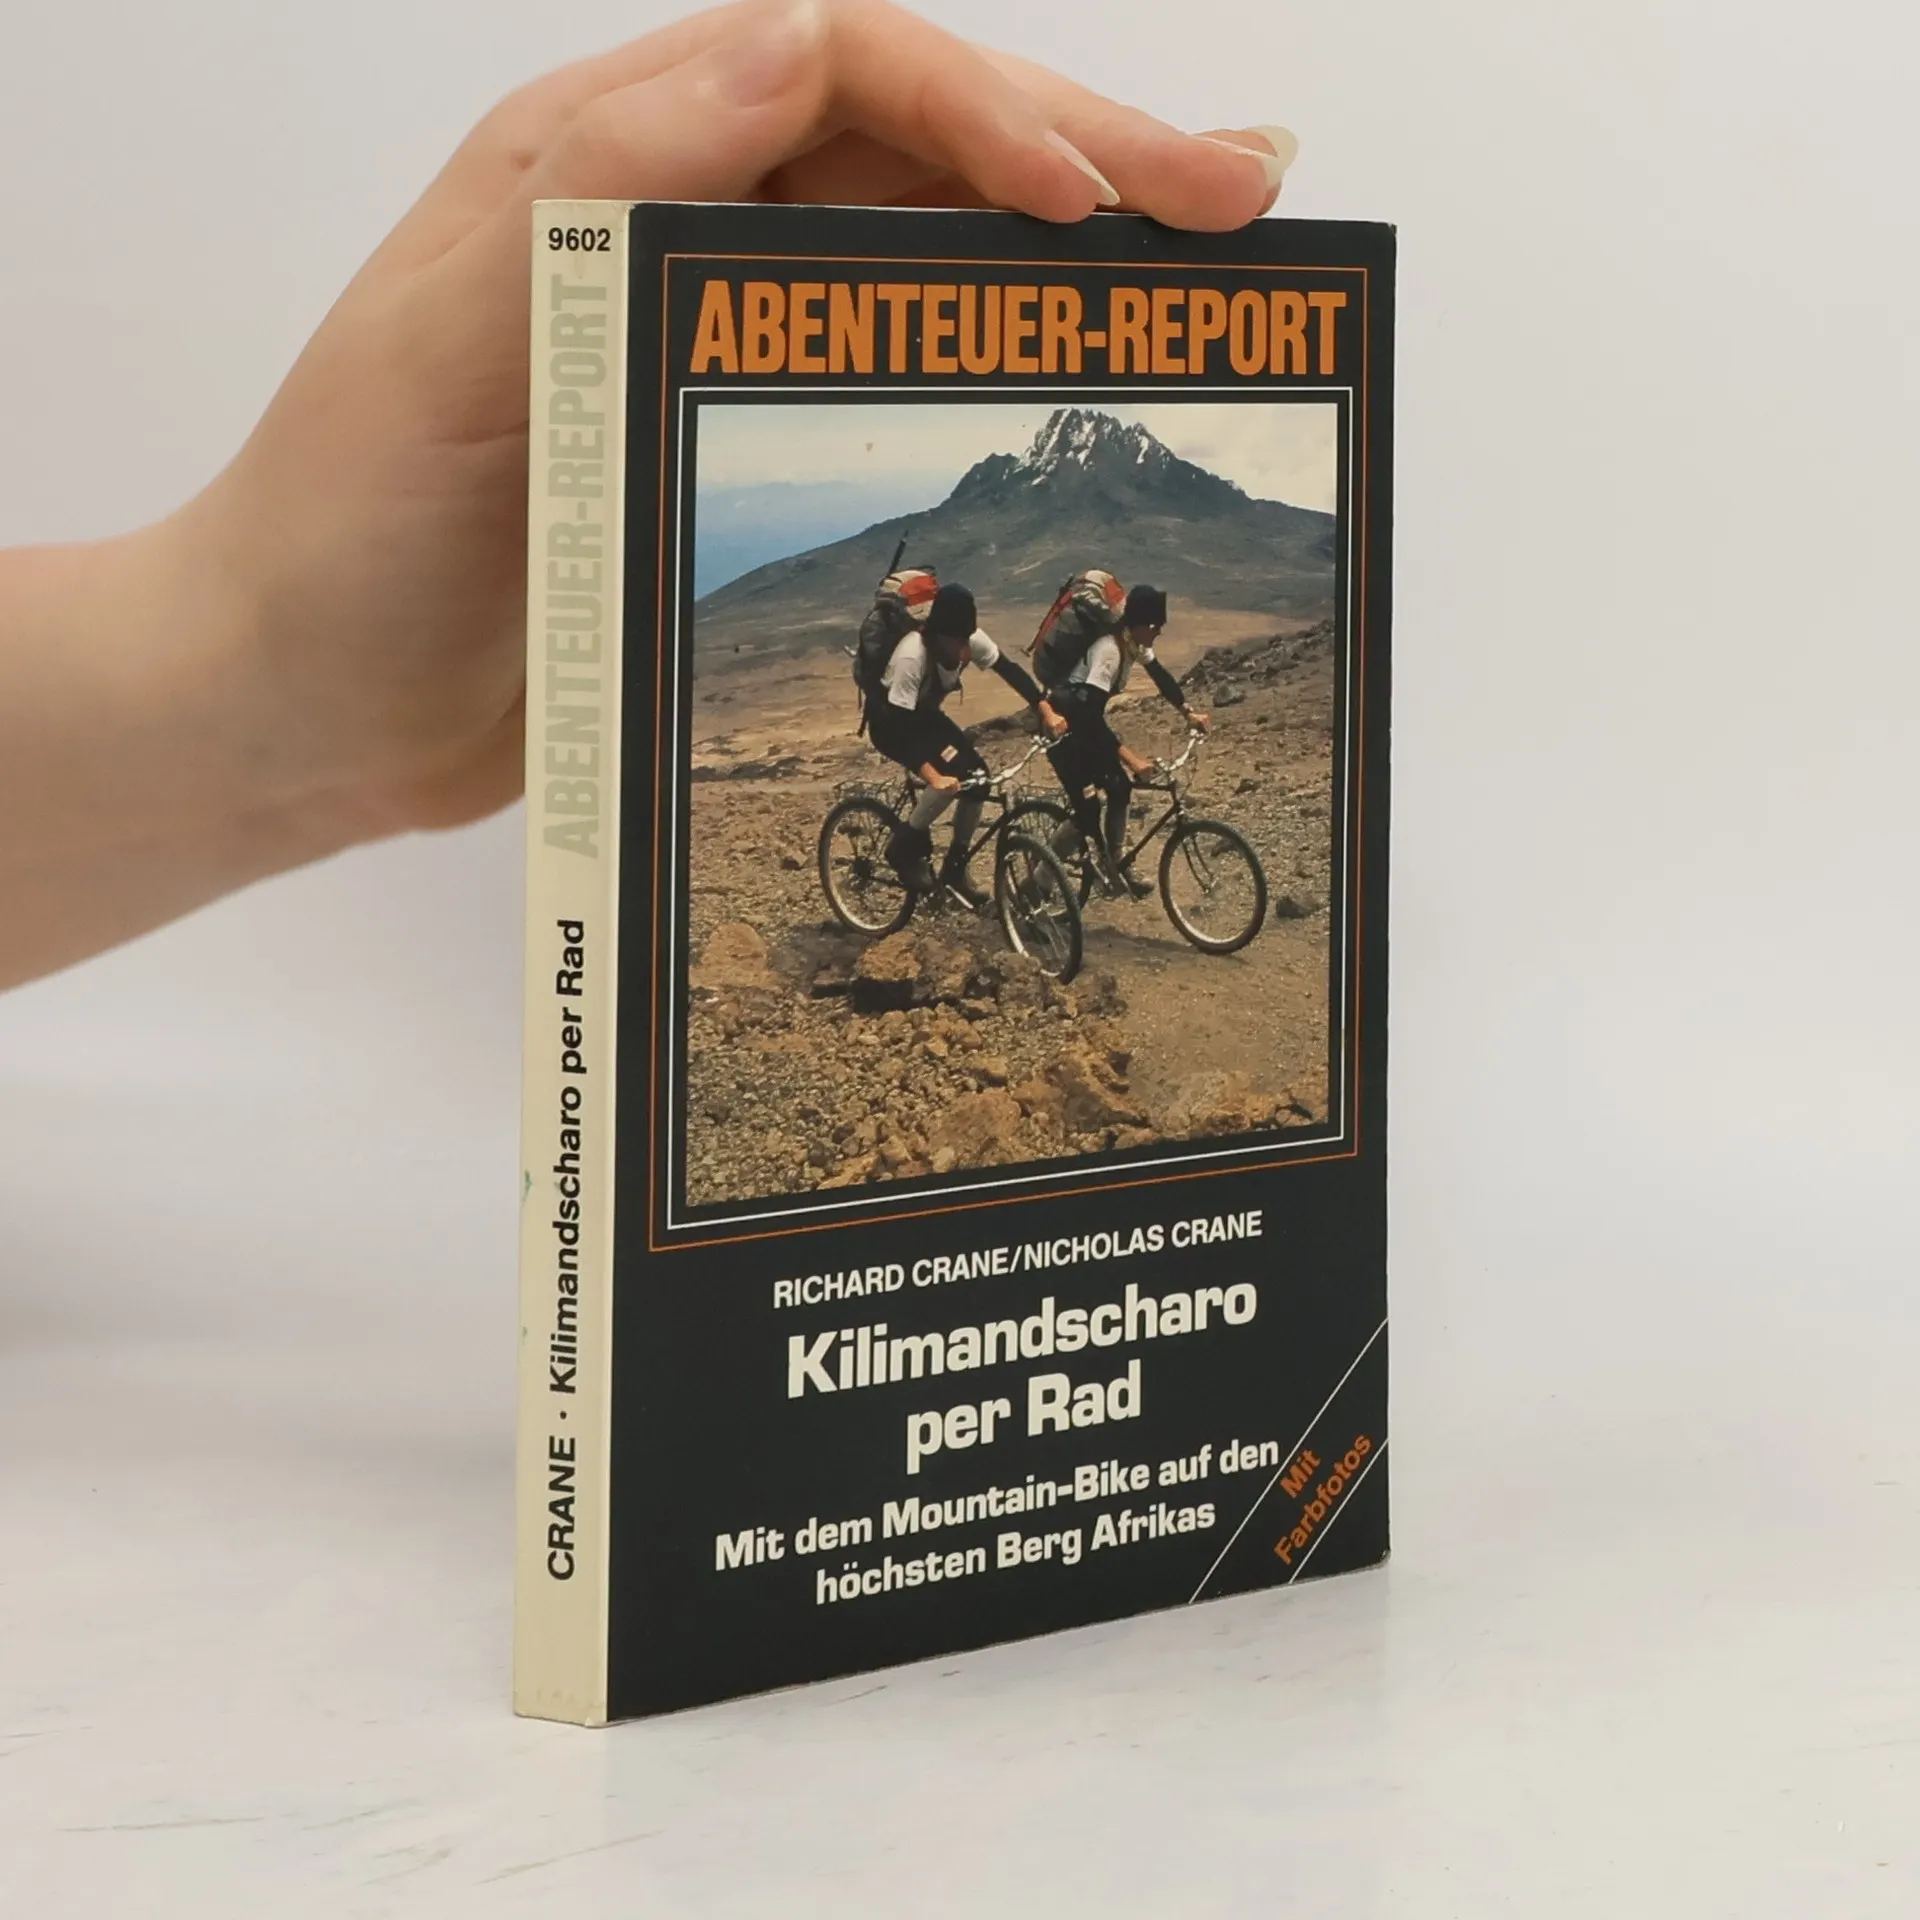 9602
ABENTEUER-REPORT
CRANE · Kilimandscharo per Rad
ABENTEUER-REPORT
RICHARD CRANE/NICHOLAS CRANE
Kilimandscharo
per Rad
Mit dem Mountain-Bike auf den
höchsten Berg Afrikas
Mit
Farbfotos